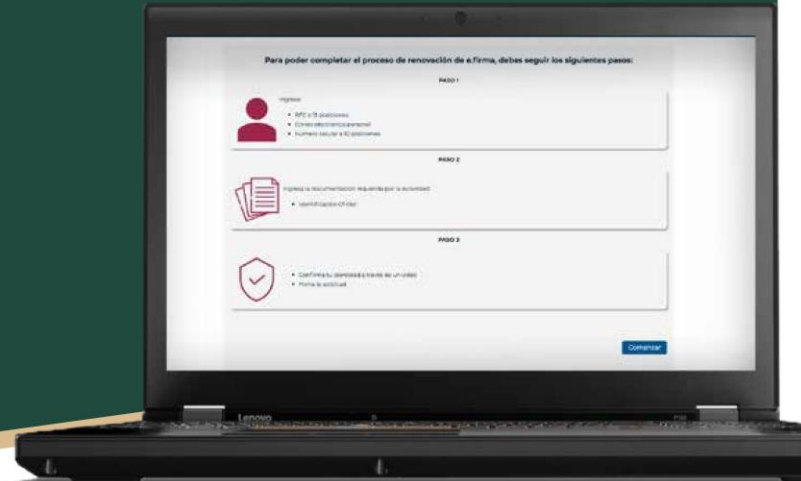 Para poder completar el proceso de renovación de e.firma, debes seguir los siguientes pasos:
PASO 1
Ingresa:
RFC a 13 posiciones
Correo electrónico personal
Número celular a 10 posiciones
PASO 2
Ingresa la documentación requerida por la autoridad:
Identificación Oficial
PASO 3
Confirma tu identidad a través de un video
Firma la solicitud
Comenzar
Lenovo